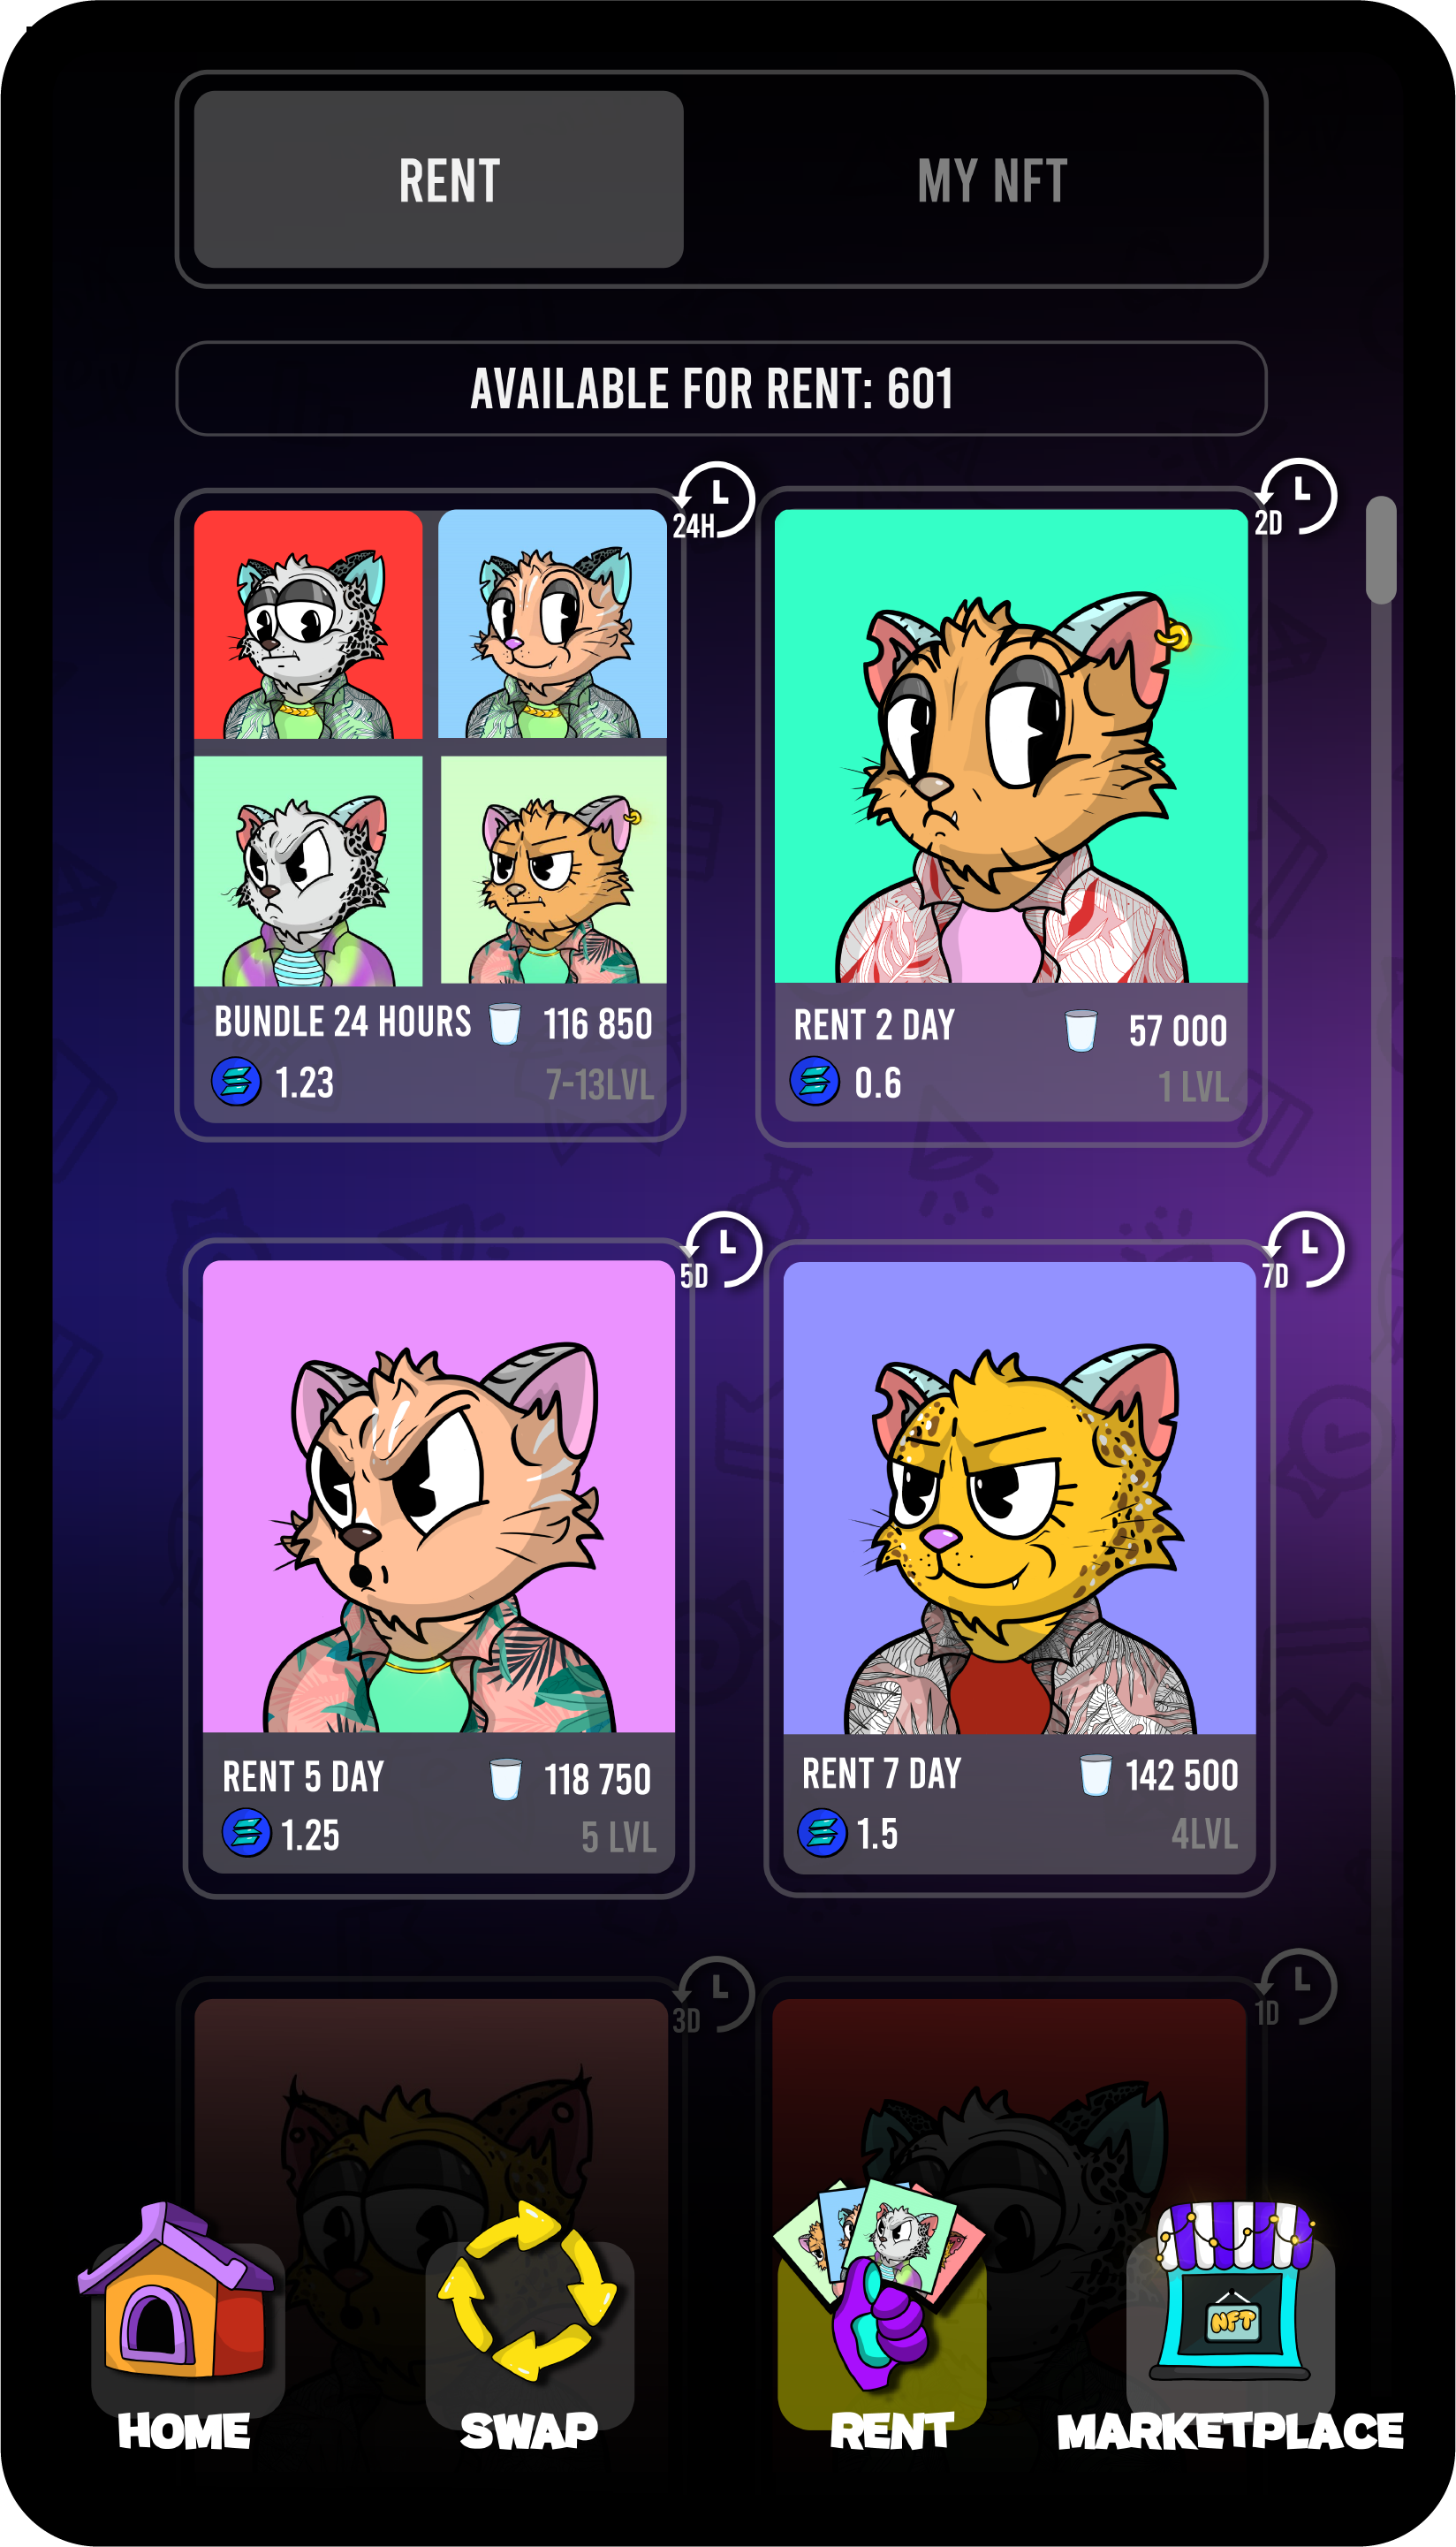 RENT
MY NFT
AVAILABLE FOR RENT: 601
24H
2D
BUNDLE 24 HOURS 116 850
1.23 7-13LVL
RENT 2 DAY 57 000
0.6 1 LVL
5D
7D
RENT 5 DAY 118 750
1.25 5 LVL
RENT 7 DAY 142 500
1.5 4LVL
3D
1D
NFT
HOME
SWAP
RENT
MARKETPLACE